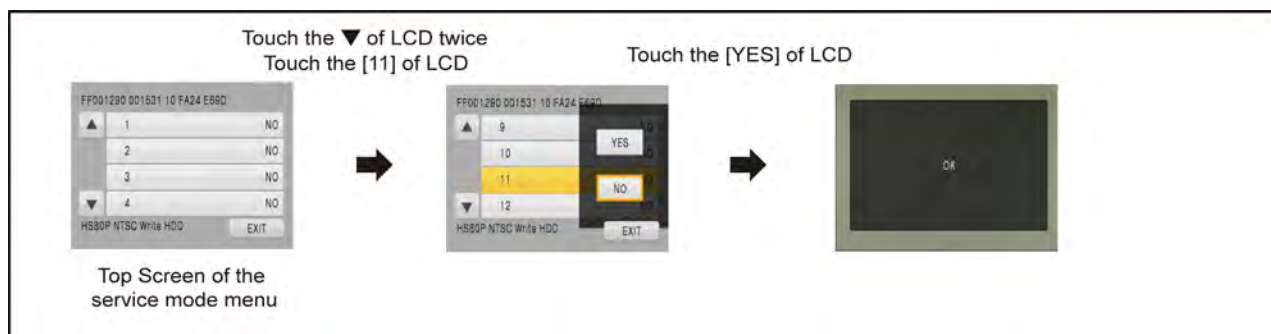 Touch the ▼ of LCD twice
Touch the [11] of LCD
Touch the [YES] of LCD
FF001290 001531 10 FA24 E69D
▲ 1 NO
2 NO
3 NO
▼ 4 NO
HS80P NTSC Write HDD EXIT
Top Screen of the
service mode menu
FF001290 001531 10 FA24 E69D
▲ 9
10
11
▼ 12
YES
NO
HS80P NTSC Write HDD EXIT
OK